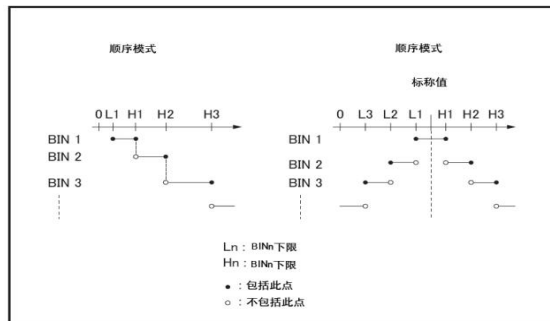 顺序模式
0 L1 H1 H2 H3
BIN 1
BIN 2
BIN 3
顺序模式
标称值
0 L3 L2 L1 H1 H2 H3
BIN 1
BIN 2
BIN 3
Ln : BINn下限
Hn : BINn下限
● : 包括此点
○ : 不包括此点